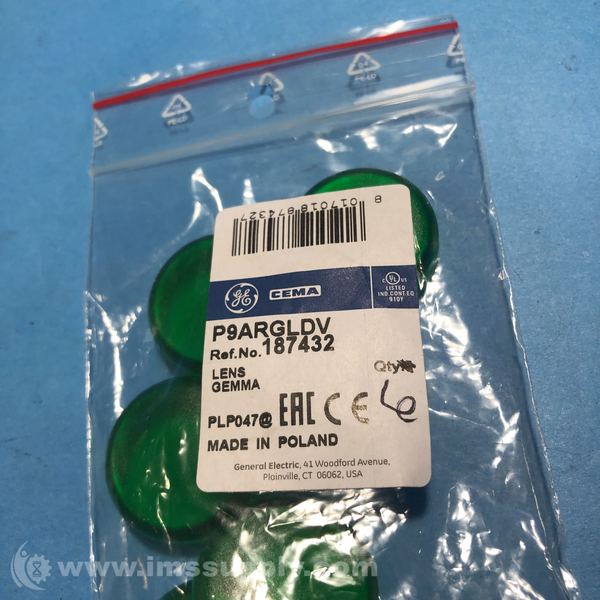 8 017018 874327
GE CEMA
C UL US
LISTED
IND.CONT.EQ
910Y
P9ARGLDV
Ref.No.187432
LENS
GEMMA
Qty
6
PLP047@ EAC CE
MADE IN POLAND
General Electric, 41 Woodford Avenue,
Plainville, CT 06062, USA
www.imssupply.com